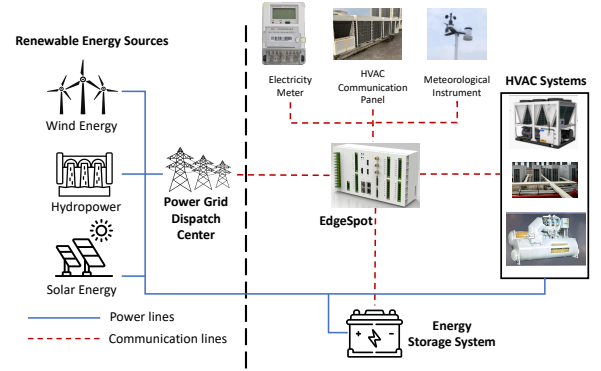 Renewable Energy Sources
Wind Energy
Hydropower
Solar Energy
Power Grid
Dispatch
Center
Electricity
Meter
HVAC
Communication
Panel
Meteorological
Instrument
HVAC Systems
EdgeSpot
Energy
Storage System
Power lines
Communication lines